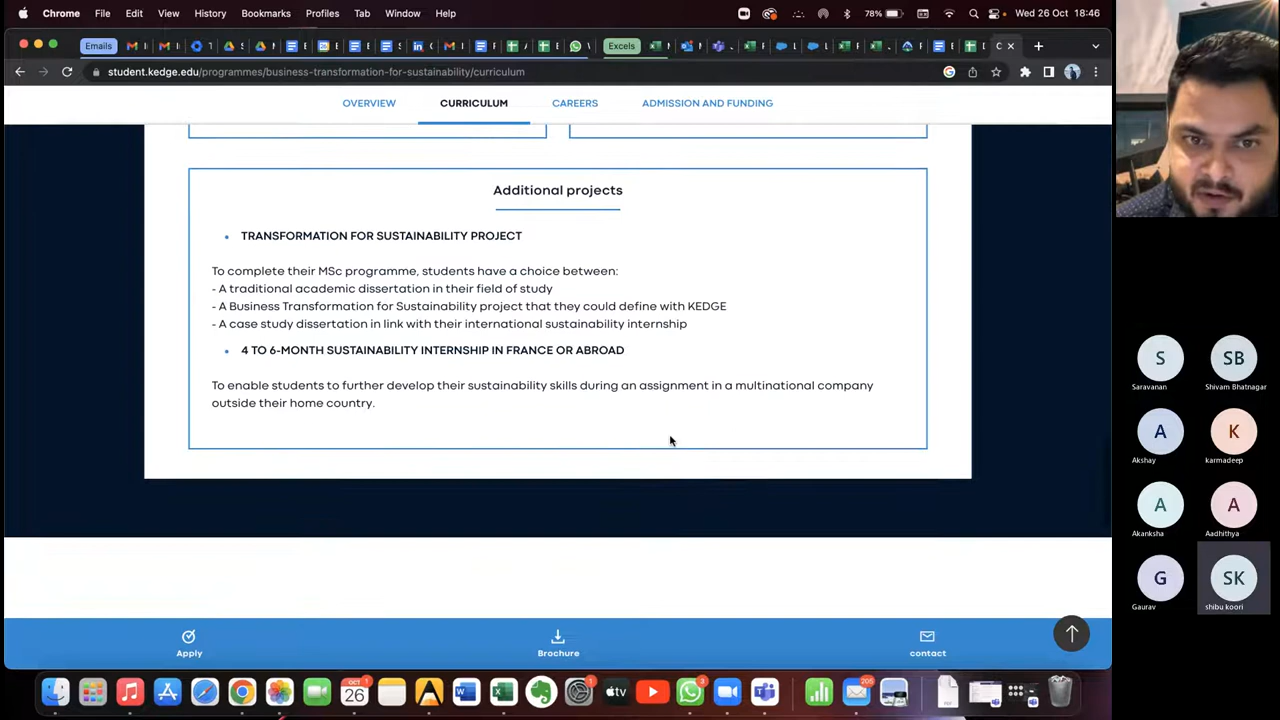 Chrome File Edit View History Bookmarks Profiles Tab Window Help 78% Wed 26 Oct 18:46
Emails Excels
student.kedge.edu/programmes/business-transformation-for-sustainability/curriculum
OVERVIEW CURRICULUM CAREERS ADMISSION AND FUNDING
Additional projects
• TRANSFORMATION FOR SUSTAINABILITY PROJECT
To complete their MSc programme, students have a choice between:
- A traditional academic dissertation in their field of study
- A Business Transformation for Sustainability project that they could define with KEDGE
- A case study dissertation in link with their international sustainability internship
• 4 TO 6-MONTH SUSTAINABILITY INTERNSHIP IN FRANCE OR ABROAD
To enable students to further develop their sustainability skills during an assignment in a multinational company
outside their home country.
Apply Brochure contact
S SB
Saravanan Shivam Bhatnagar
A K
Akshay karmadeep
A A
Akanksha Aadhithya
G SK
Gaurav shibu koori
OCT 26 1 tv 3 205